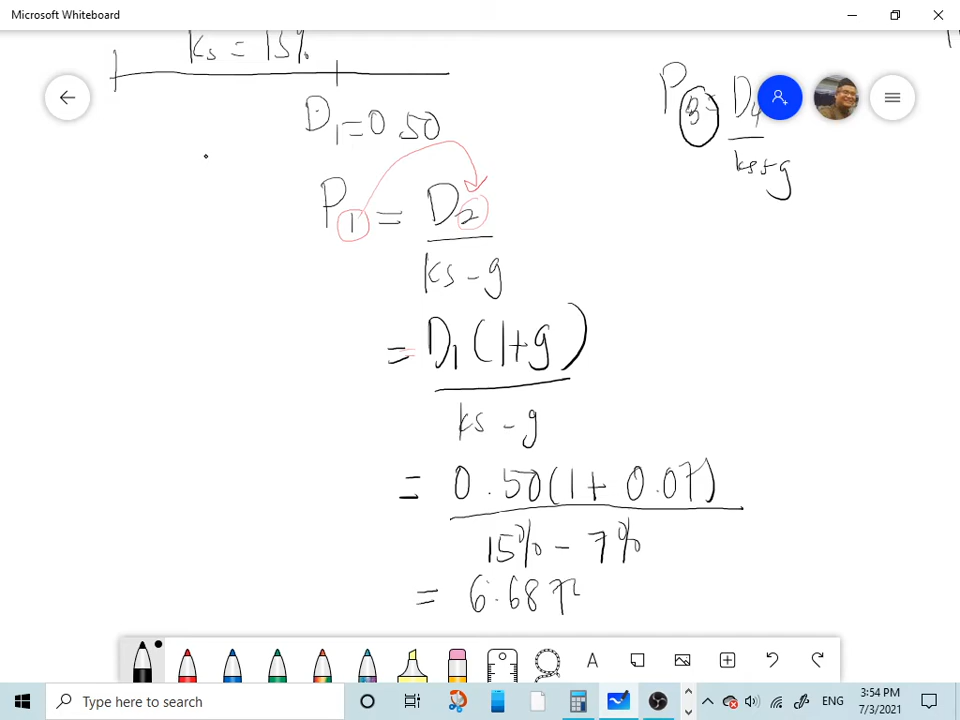 Microsoft Whiteboard
ks = 15%
D1 = 0.50
P1 = D2
ks - g
= D1 (1+g)
ks - g
= 0.50(1 + 0.07)
15% - 7%
= 6.687
P3 = D4
ks - g
A
Type here to search
ENG
3:54 PM
7/3/2021